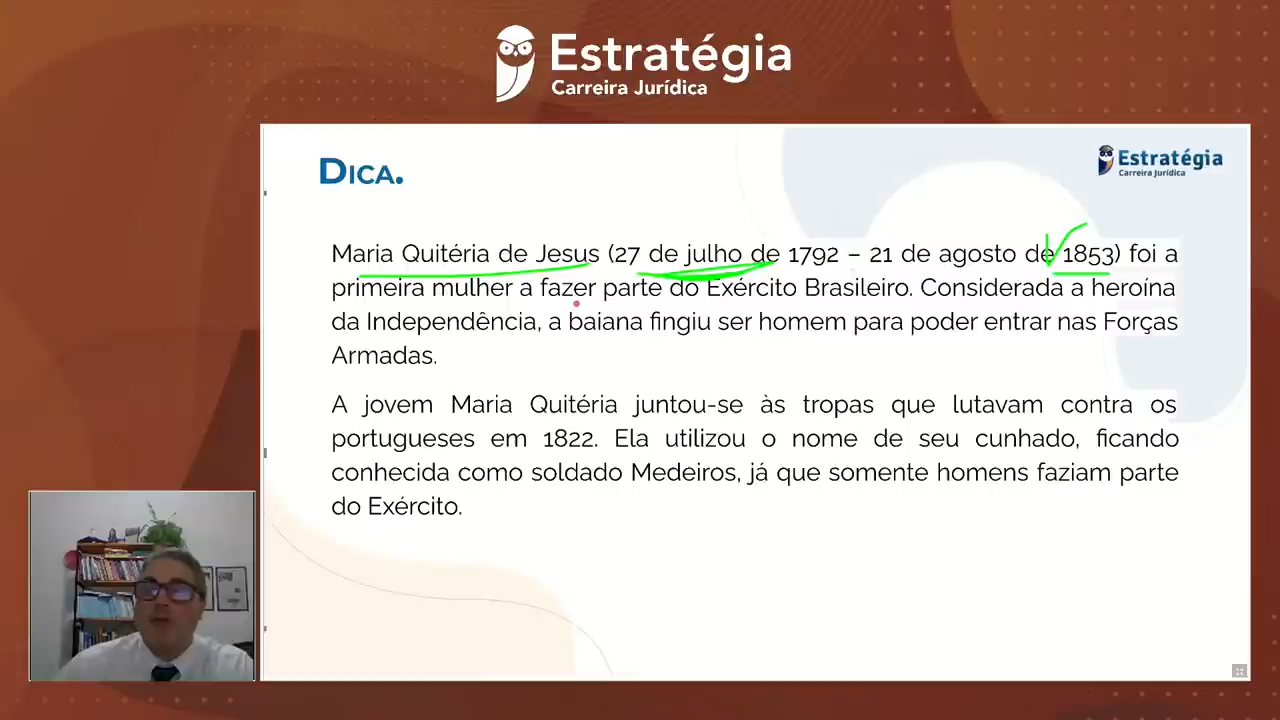 Estratégia
Carreira Jurídica
Estratégia
Carreira Jurídica
DICA.
Maria Quitéria de Jesus (27 de julho de 1792 – 21 de agosto de 1853) foi a
primeira mulher a fazer parte do Exército Brasileiro. Considerada a heroína
da Independência, a baiana fingiu ser homem para poder entrar nas Forças
Armadas.
A jovem Maria Quitéria juntou-se às tropas que lutavam contra os
portugueses em 1822. Ela utilizou o nome de seu cunhado, ficando
conhecida como soldado Medeiros, já que somente homens faziam parte
do Exército.